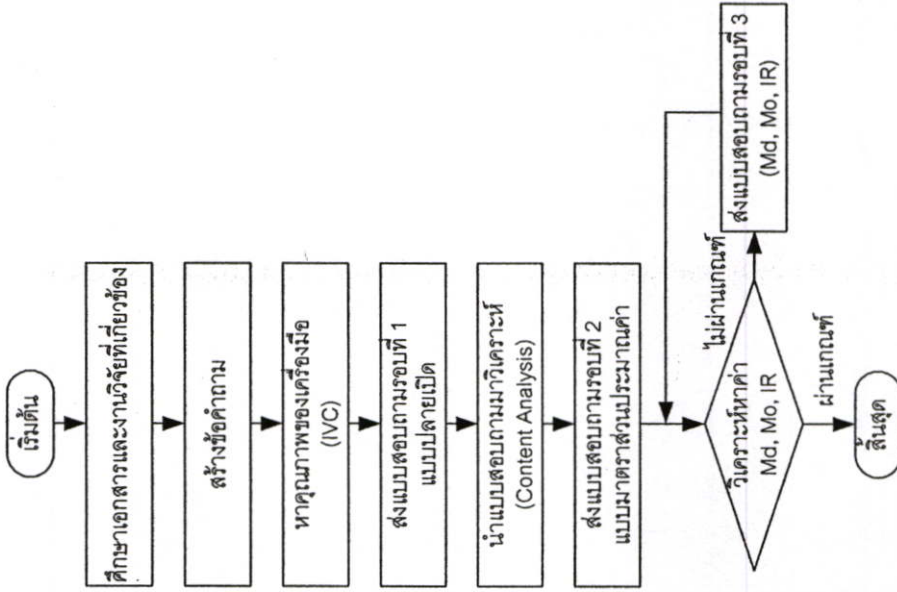 เริ่มต้น
ศึกษาเอกสารและงานวิจัยที่เกี่ยวข้อง
สร้างข้อคำถาม
หาคุณภาพของเครื่องมือ
(IVC)
ส่งแบบสอบถามรอบที่ 1
แบบปลายเปิด
นำแบบสอบถามมาวิเคราะห์
(Content Analysis)
ส่งแบบสอบถามรอบที่ 2
แบบมาตราส่วนประมาณค่า
วิเคราะห์หาค่า
Md, Mo, IR
ไม่ผ่านเกณฑ์
ส่งแบบสอบถามรอบที่ 3
(Md, Mo, IR)
ผ่านเกณฑ์
สิ้นสุด